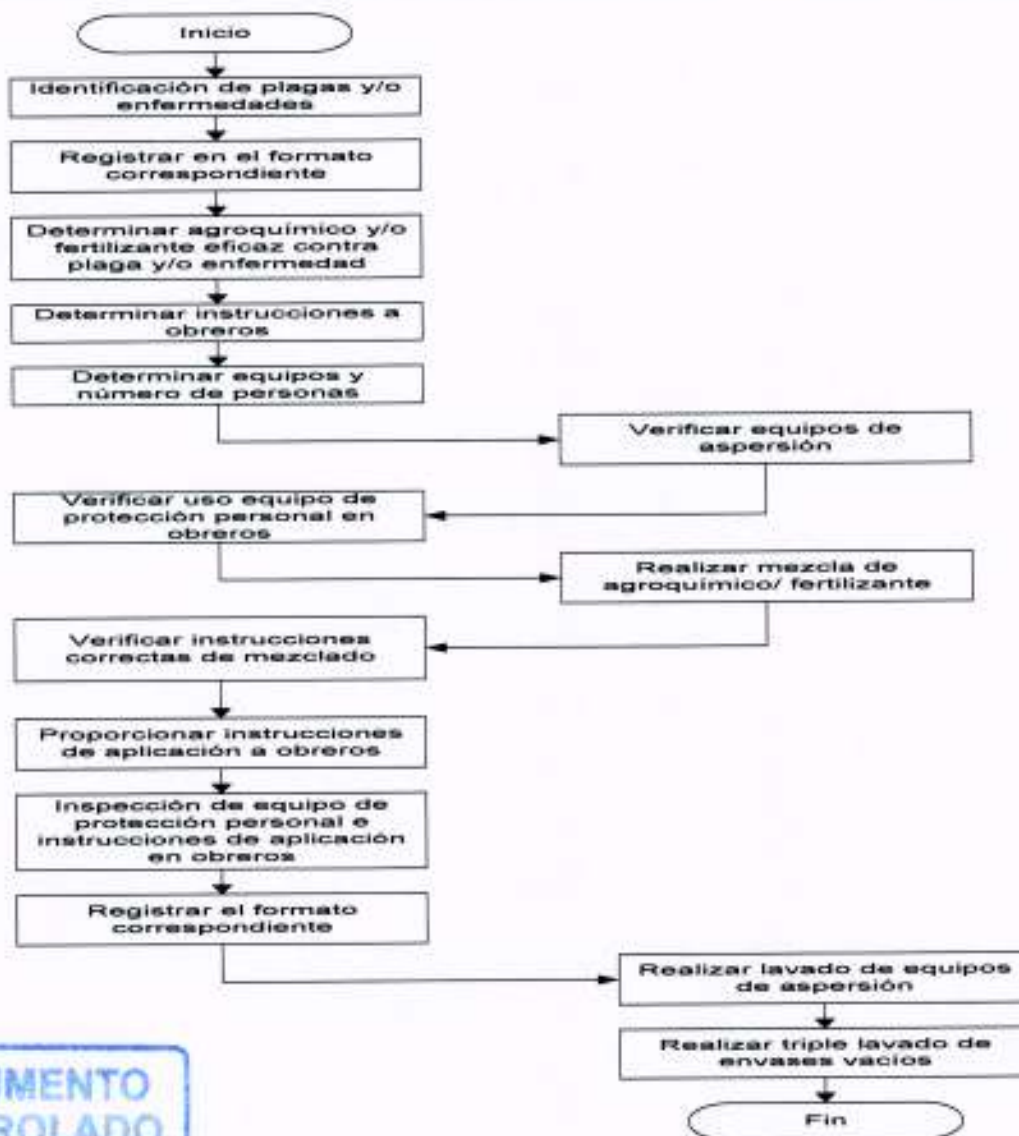 Inicio
Identificación de plagas y/o
enfermedades
Registrar en el formato
correspondiente
Determinar agroquímico y/o
fertilizante eficaz contra
plaga y/o enfermedad
Determinar instrucciones a
obreros
Determinar equipos y
número de personas
Verificar equipos de
aspersión
Verificar uso equipo de
protección personal en
obreros
Realizar mezcla de
agroquímico/ fertilizante
Verificar instrucciones
correctas de mezclado
Proporcionar instrucciones
de aplicación a obreros
Inspección de equipo de
protección personal e
instrucciones de aplicación
en obreros
Registrar el formato
correspondiente
Realizar lavado de equipos
de aspersión
Realizar triple lavado de
envases vacíos
Fin
UMENTO
ROLADO